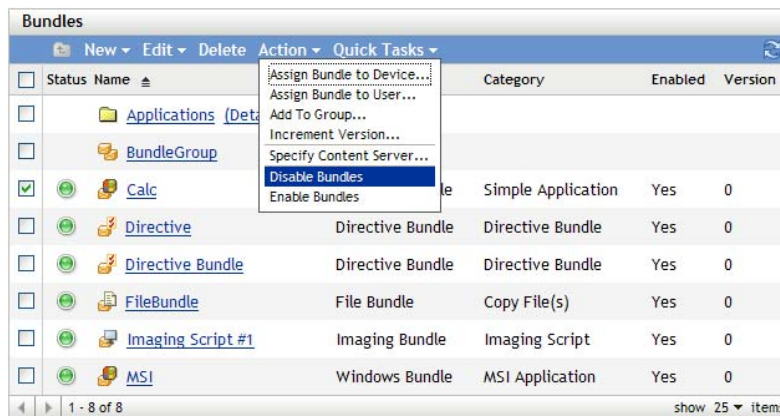 Bundles
New Edit Delete Action Quick Tasks
Status Name Category Enabled Version
Assign Bundle to Device...
Assign Bundle to User...
Add To Group...
Increment Version...
Specify Content Server...
Disable Bundles
Enable Bundles
Applications (Deta
BundleGroup
Calc le Simple Application Yes 0
Directive Directive Bundle Directive Bundle Yes 0
Directive Bundle Directive Bundle Directive Bundle Yes 0
FileBundle File Bundle Copy File(s) Yes 0
Imaging Script #1 Imaging Bundle Imaging Script Yes 0
MSI Windows Bundle MSI Application Yes 0
1 - 8 of 8 show 25 items